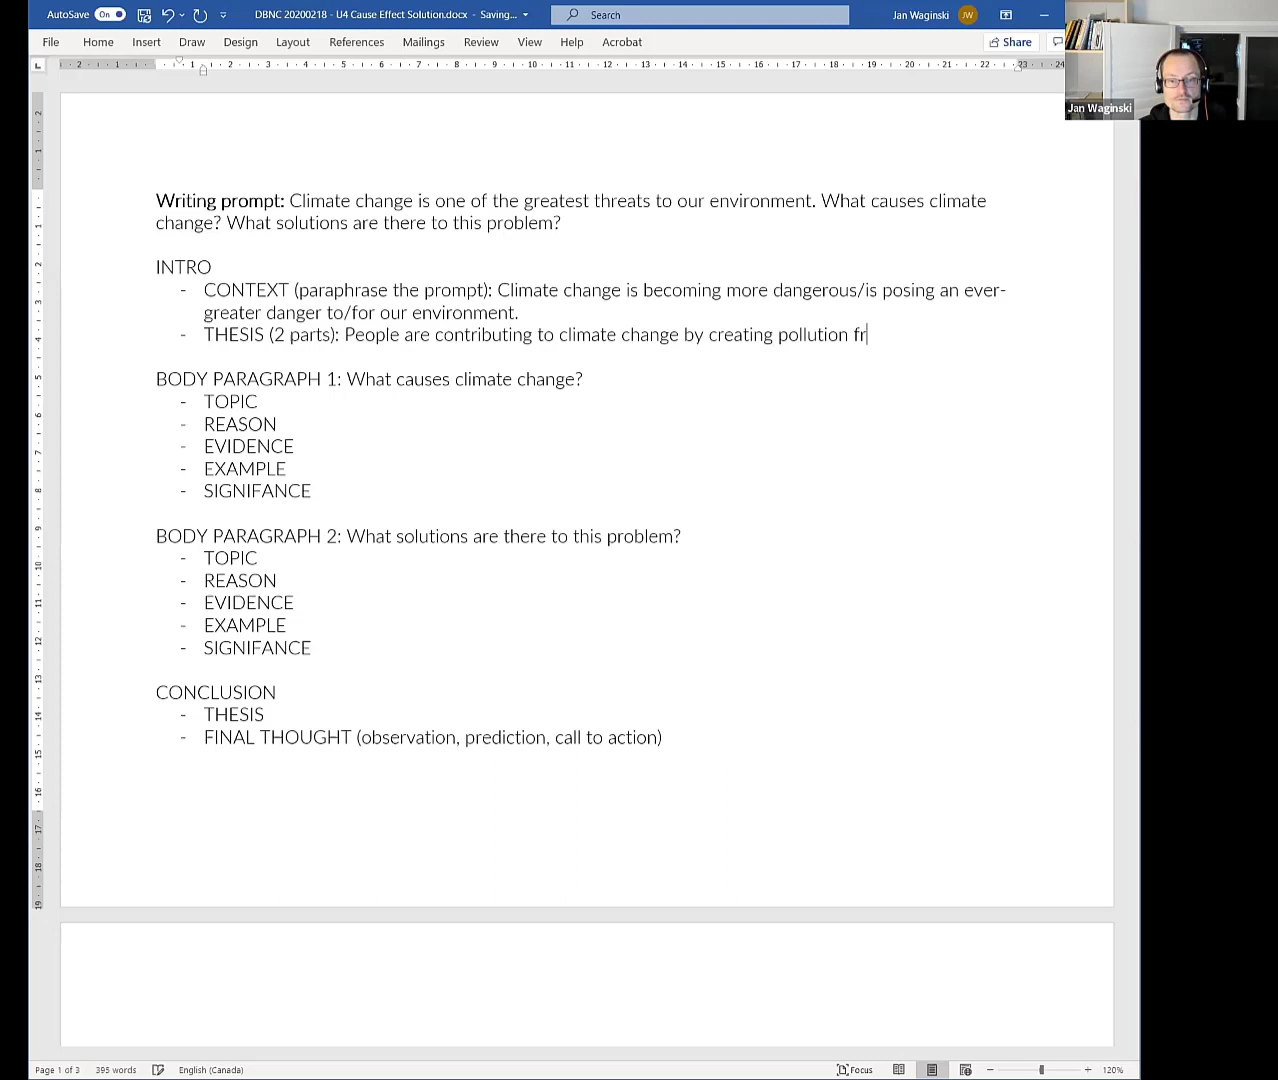 AutoSave On DBNC 20200218 - U4 Cause Effect Solution.docx - Saving... Search Jan Waginski JW
File Home Insert Draw Design Layout References Mailings Review View Help Acrobat Share
Jan Waginski
Writing prompt: Climate change is one of the greatest threats to our environment. What causes climate
change? What solutions are there to this problem?
INTRO
- CONTEXT (paraphrase the prompt): Climate change is becoming more dangerous/is posing an ever-
greater danger to/for our environment.
- THESIS (2 parts): People are contributing to climate change by creating pollution fr
BODY PARAGRAPH 1: What causes climate change?
- TOPIC
- REASON
- EVIDENCE
- EXAMPLE
- SIGNIFANCE
BODY PARAGRAPH 2: What solutions are there to this problem?
- TOPIC
- REASON
- EVIDENCE
- EXAMPLE
- SIGNIFANCE
CONCLUSION
- THESIS
- FINAL THOUGHT (observation, prediction, call to action)
Page 1 of 3 395 words English (Canada) Focus 120%